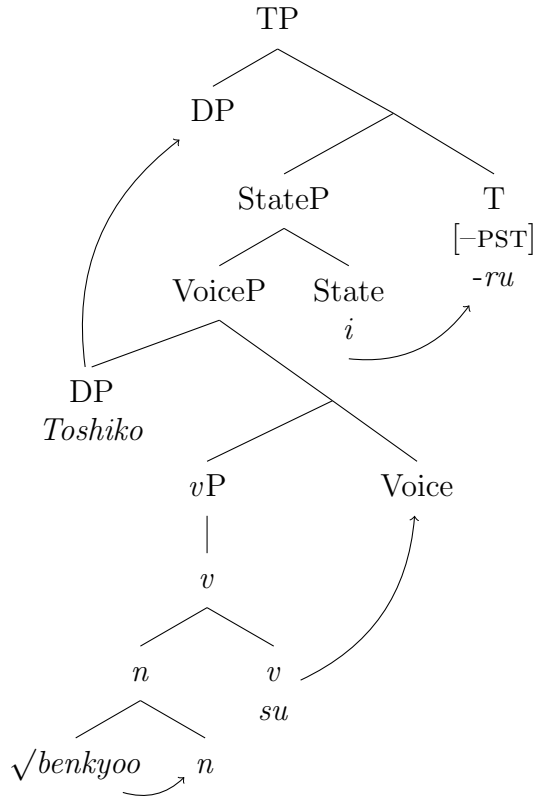 TP
DP
StateP T
[–PST]
-ru
VoiceP State
i
DP
Toshiko
vP Voice
v
n v
su
√benkyoo n